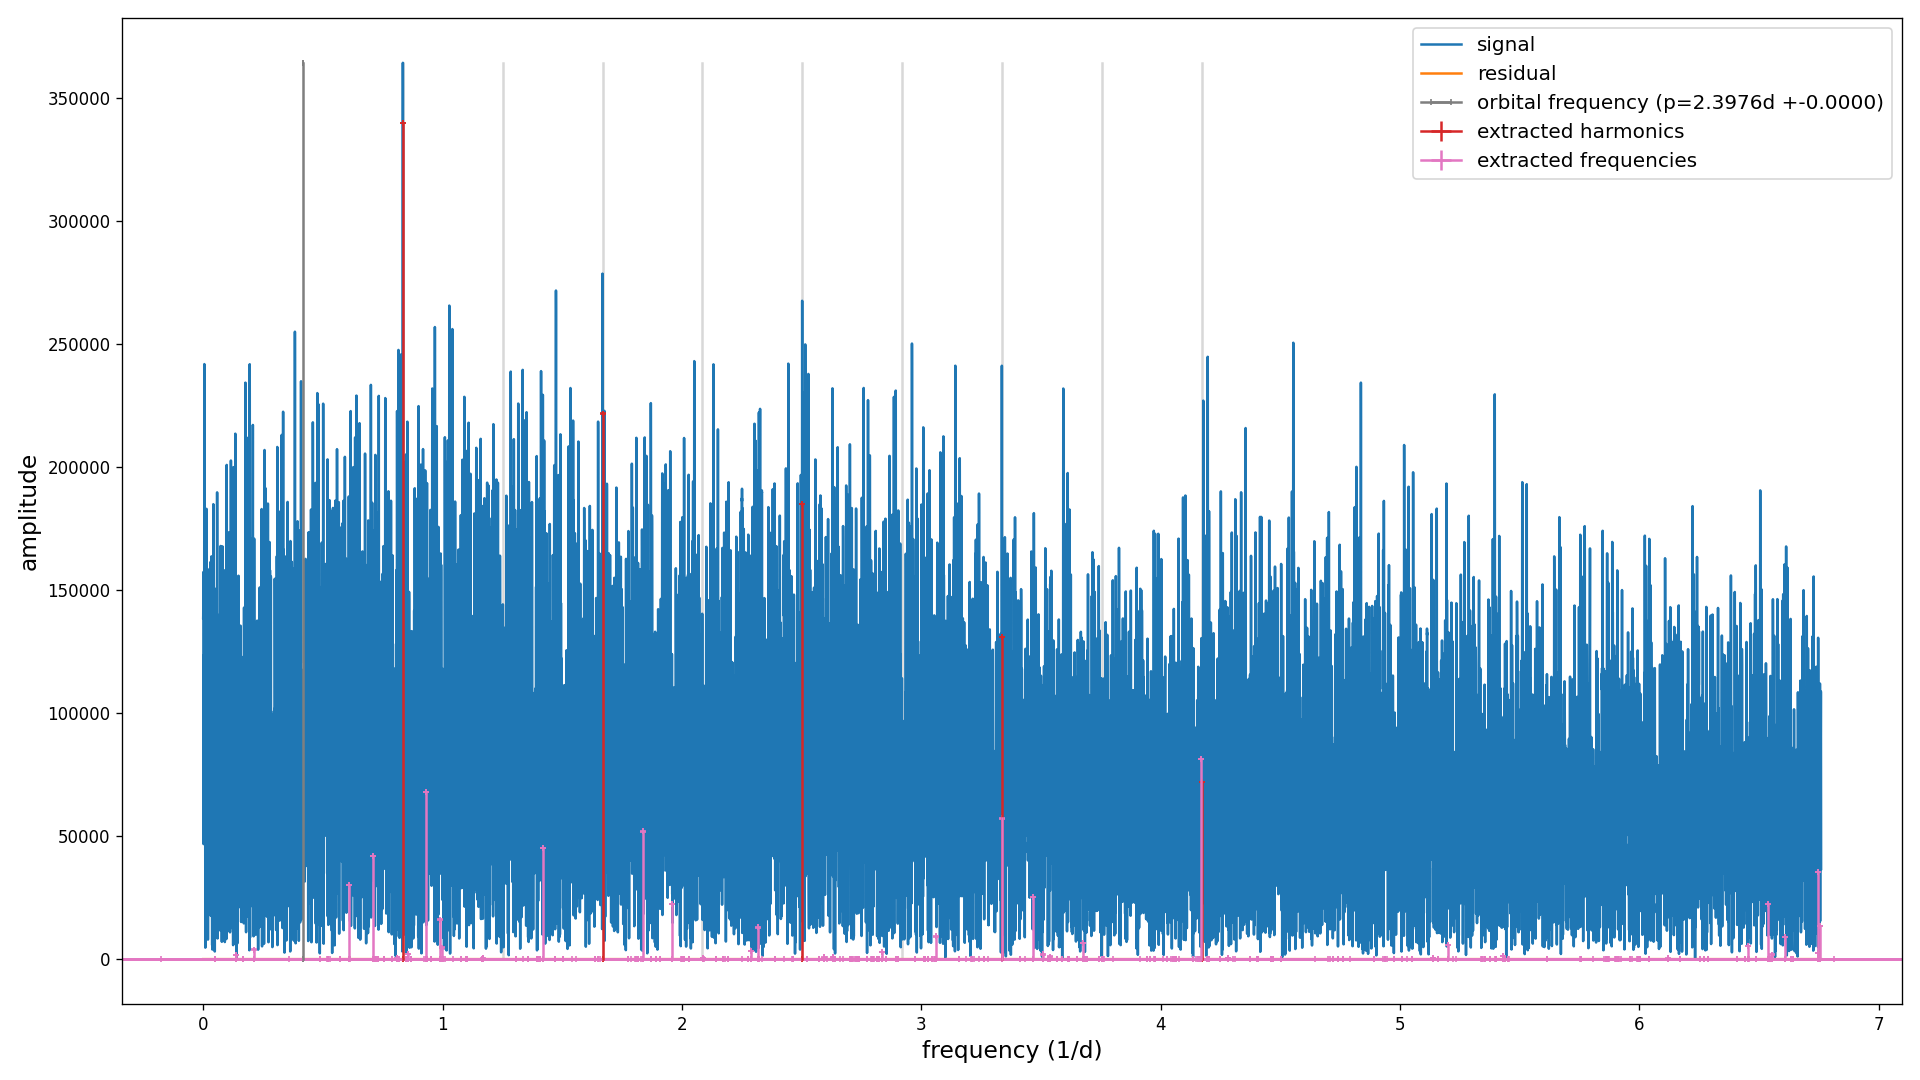 signal
residual
orbital frequency (p=2.3976d +-0.0000)
extracted harmonics
extracted frequencies
amplitude
350000
300000
250000
200000
150000
100000
50000
0
0 1 2 3 4 5 6 7
frequency (1/d)